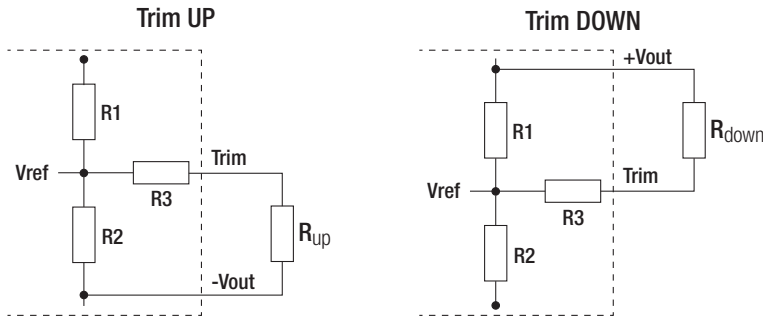 Trim UP
R1
Trim
Vref
R3
R2
Rup
-Vout
Trim DOWN
+Vout
R1
Rdown
Trim
Vref
R3
R2